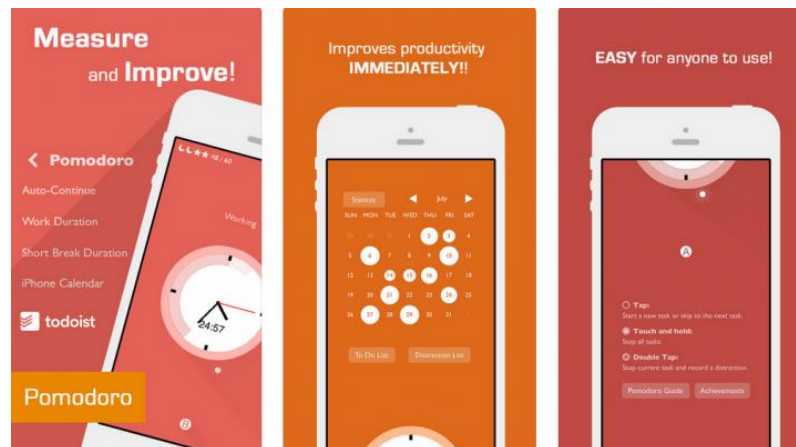 Measure
and Improve!
Pomodoro
Auto-Continue
Work Duration
Short Break Duration
iPhone Calendar
todoist
48 / 60
Working
24:57
B
Pomodoro
Improves productivity
IMMEDIATELY!!
Statistic
July
SUN MON TUE WED THU FRI SAT
29 30 31 1 2 3 4
5 6 7 8 9 10 11
12 13 14 15 16 17 18
19 20 21 22 23 24 25
26 27 28 29 30 31
To Do List
Distraction List
EASY for anyone to use!
A
Tap:
Start a new task or skip to the next task.
Touch and hold:
Stop all tasks.
Double Tap:
Stop current task and record a distraction.
Pomodoro Guide
Achievements